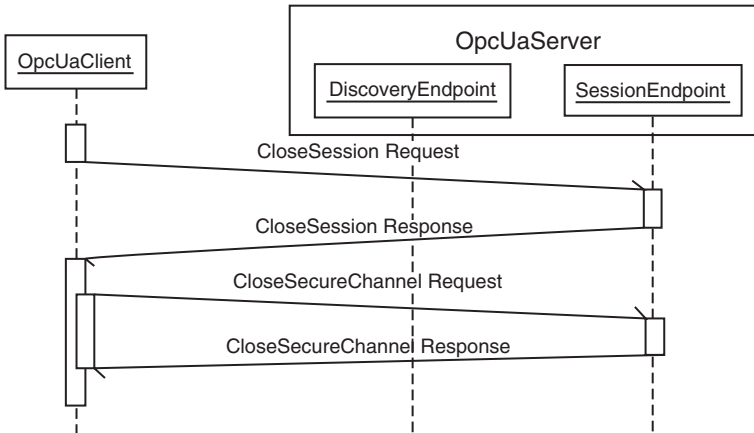 OpcUaServer
OpcUaClient
DiscoveryEndpoint
SessionEndpoint
CloseSession Request
CloseSession Response
CloseSecureChannel Request
CloseSecureChannel Response